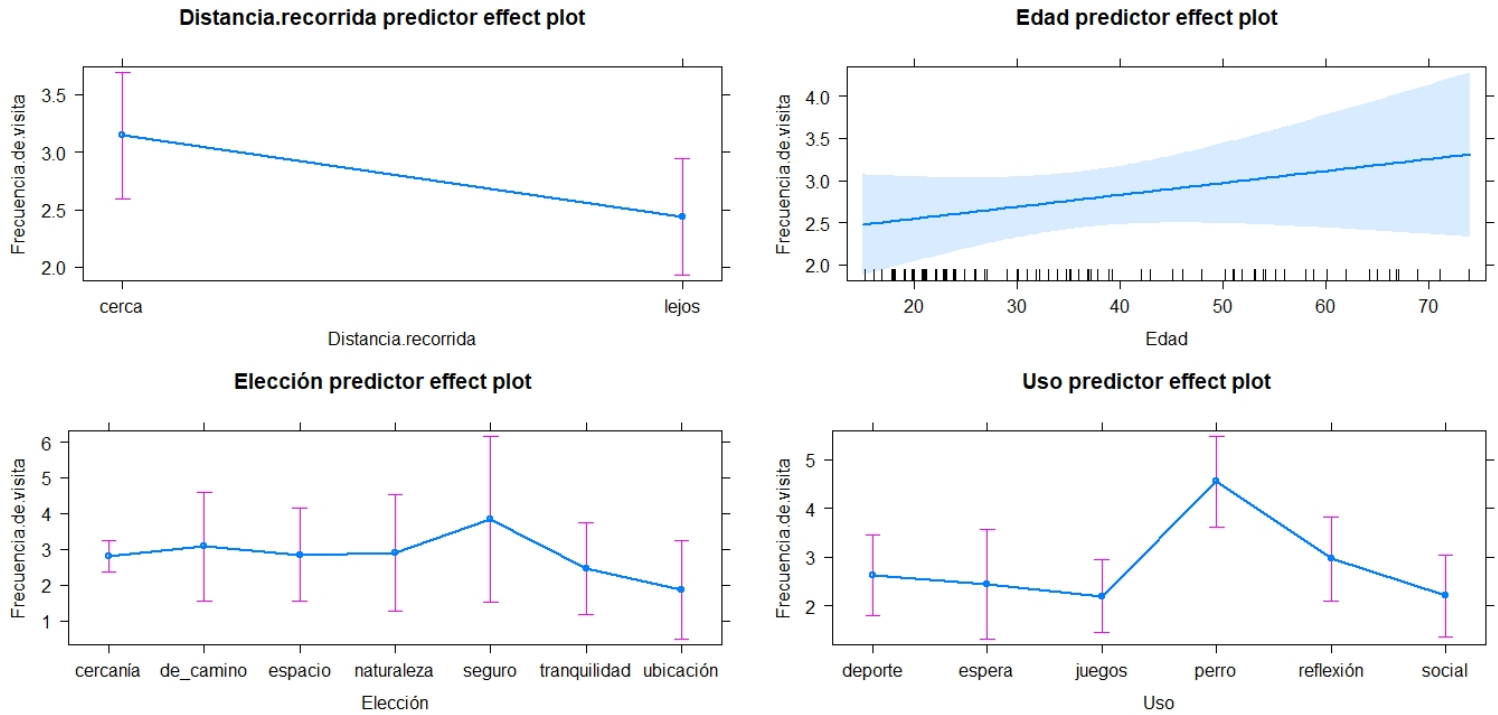 Distancia.recorrida predictor effect plot
Frecuencia.de.visita
3.5
3.0
2.5
2.0
cerca lejos
Distancia.recorrida
Edad predictor effect plot
Frecuencia.de.visita
4.0
3.5
3.0
2.5
2.0
20 30 40 50 60 70
Edad
Elección predictor effect plot
Frecuencia.de.visita
6
5
4
3
2
1
cercanía de_camino espacio naturaleza seguro tranquilidad ubicación
Elección
Uso predictor effect plot
Frecuencia.de.visita
5
4
3
2
deporte espera juegos perro reflexión social
Uso